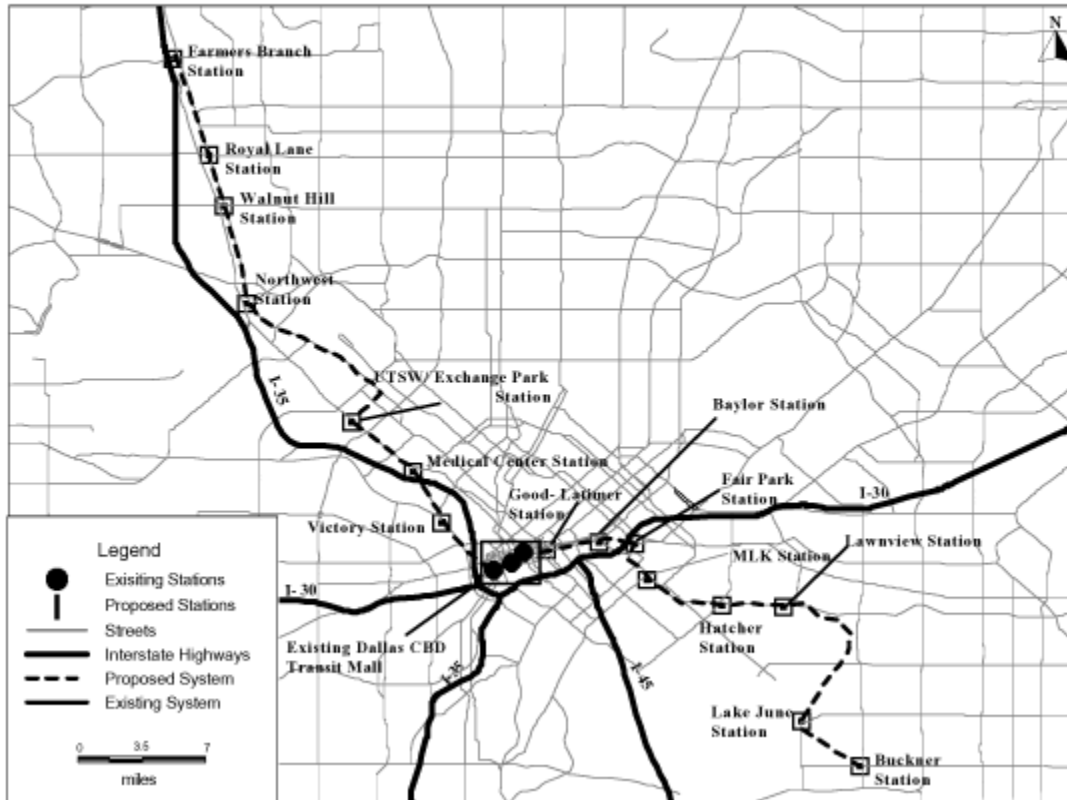 N
Farmers Branch
Station
Royal Lane
Station
Walnut Hill
Station
Northwest
Station
I-35
UTSW/ Exchange Park
Station
Baylor Station
Medical Center Station
Fair Park
Station
Good- Latimer
Station
I-30
Victory Station
Lawnview Station
MLK Station
I- 30
Hatcher
Station
Existing Dallas CBD
Transit Mall
I-35
I-45
Lake June
Station
Buckner
Station
Legend
Exisiting Stations
Proposed Stations
Streets
Interstate Highways
Proposed System
Existing System
0 3.5 7
miles